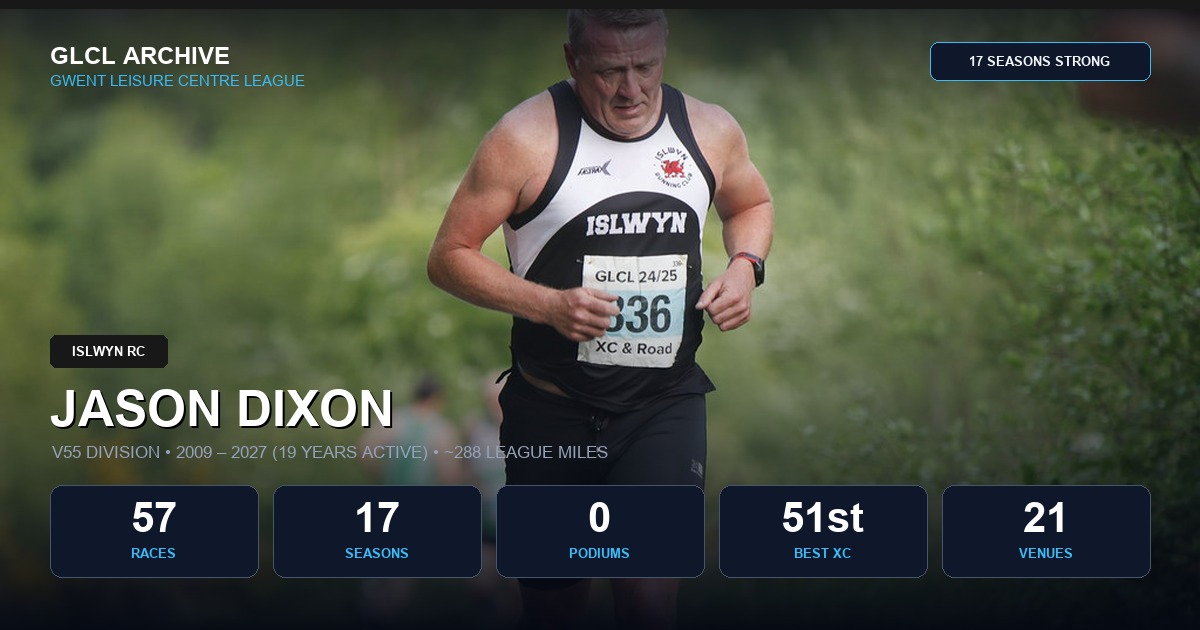 GLCL ARCHIVE
GWENT LEISURE CENTRE LEAGUE
17 SEASONS STRONG
ISLWYN
RUNNING CLUB
ISLWYN
GLCL 24/25
336
XC & Road
ISLWYN RC
JASON DIXON
V55 DIVISION • 2009 – 2027 (19 YEARS ACTIVE) • ~288 LEAGUE MILES
57
RACES
17
SEASONS
0
PODIUMS
51st
BEST XC
21
VENUES